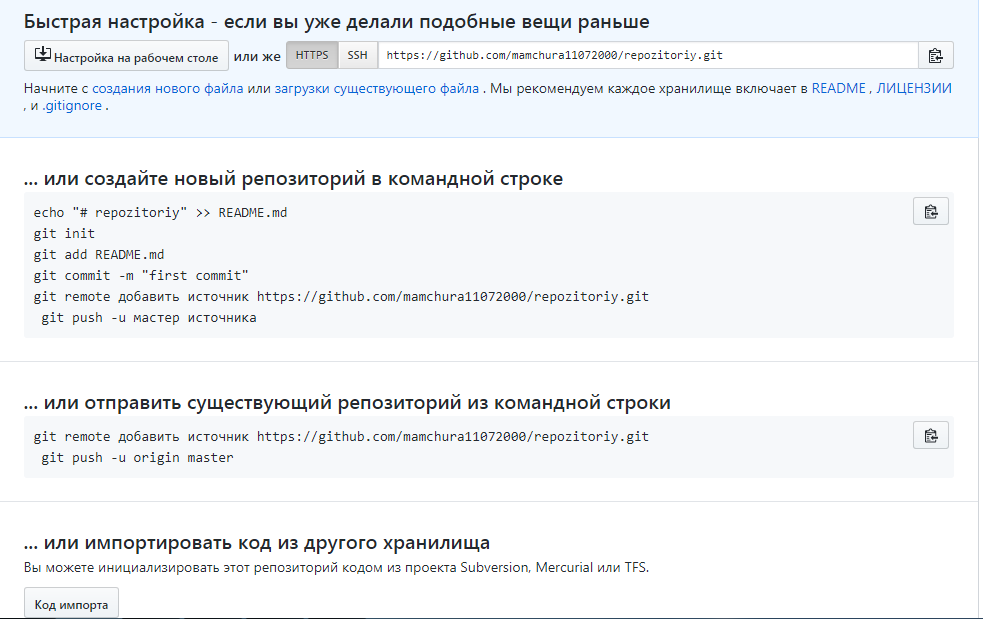 Быстрая настройка - если вы уже делали подобные вещи раньше
Настройка на рабочем столе или же HTTPS SSH https://github.com/mamchura11072000/repozitoriy.git
Начните с создания нового файла или загрузки существующего файла . Мы рекомендуем каждое хранилище включает в README , ЛИЦЕНЗИИ
, и .gitignore .
... или создайте новый репозиторий в командной строке
echo "# repozitoriy" >> README.md
git init
git add README.md
git commit -m "first commit"
git remote добавить источник https://github.com/mamchura11072000/repozitoriy.git
git push -u мастер источника
... или отправить существующий репозиторий из командной строки
git remote добавить источник https://github.com/mamchura11072000/repozitoriy.git
git push -u origin master
... или импортировать код из другого хранилища
Вы можете инициализировать этот репозиторий кодом из проекта Subversion, Mercurial или TFS.
Код импорта